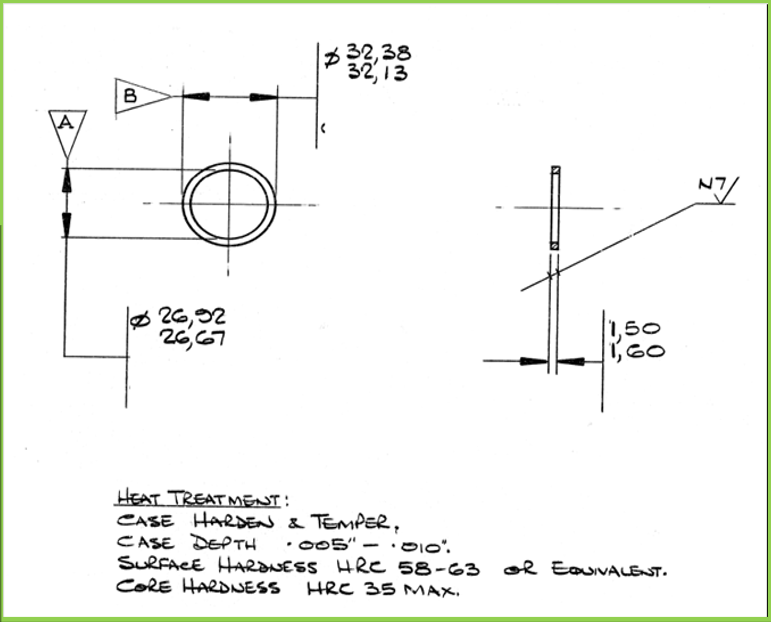 ø 32,38
32,13
B
A
N7
ø 26,92
26,67
1,50
1,60
HEAT TREATMENT:
CASE HARDEN & TEMPER,
CASE DEPTH .005" - .010".
SURFACE HARDNESS HRC 58-63 OR EQUIVALENT.
CORE HARDNESS HRC 35 MAX.